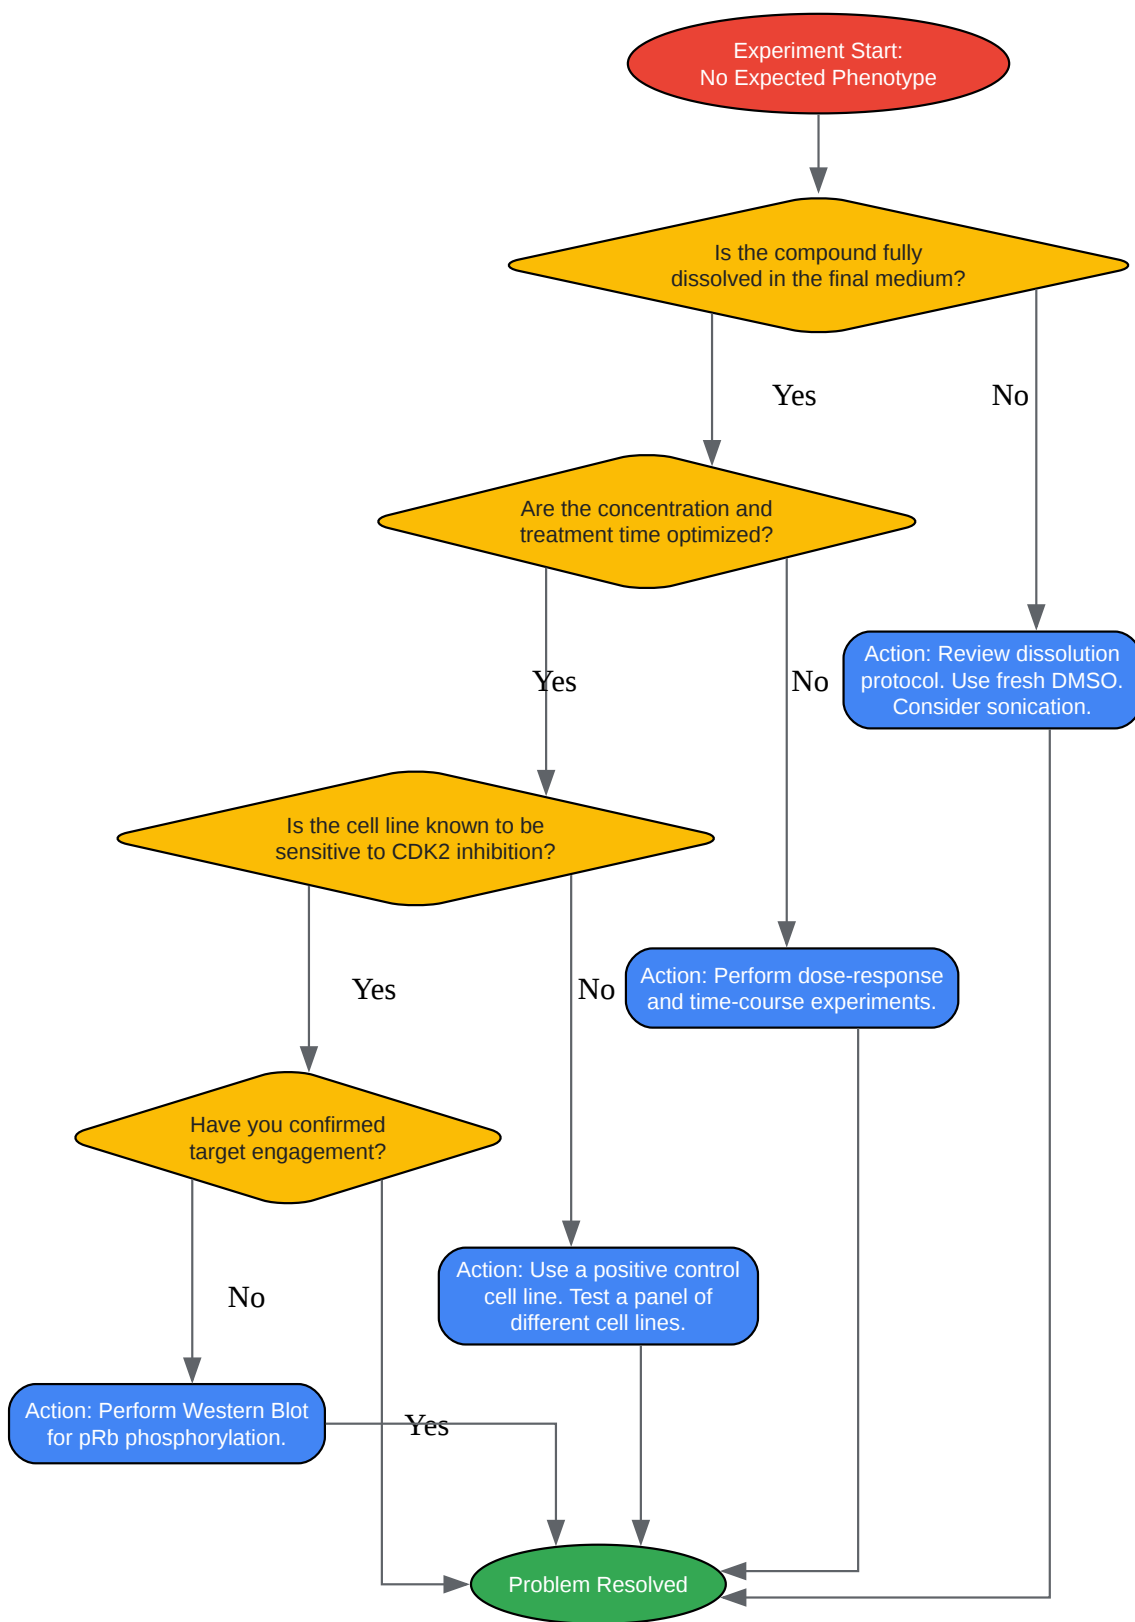 Experiment Start:
No Expected Phenotype
Is the compound fully
dissolved in the final medium?
Yes
No
Are the concentration and
treatment time optimized?
Yes
No
Action: Review dissolution
protocol. Use fresh DMSO.
Consider sonication.
Is the cell line known to be
sensitive to CDK2 inhibition?
Yes
No
Action: Perform dose-response
and time-course experiments.
Have you confirmed
target engagement?
No
Yes
Action: Use a positive control
cell line. Test a panel of
different cell lines.
Action: Perform Western Blot
for pRb phosphorylation.
Problem Resolved